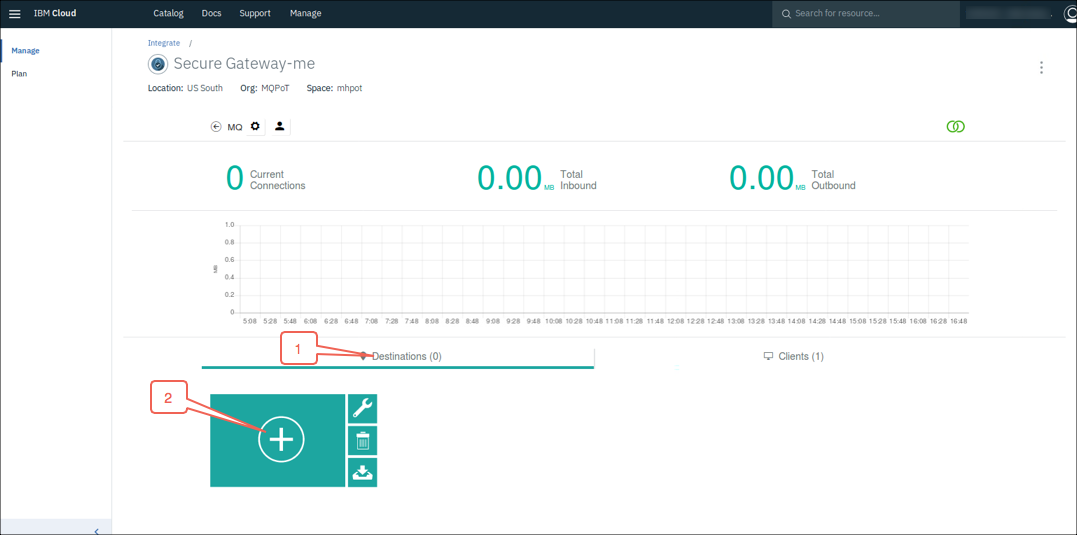 IBM Cloud Catalog Docs Support Manage Search for resource...
Manage
Plan
Integrate /
Secure Gateway-me
Location: US South Org: MQPoT Space: mhpot
MQ
0 Current Connections
0.00 MB Total Inbound
0.00 MB Total Outbound
1.0
0.8
0.6
0.4
0.2
0
MB
5:08 5:28 5:48 6:08 6:28 6:48 7:08 7:28 7:48 8:08 8:28 8:48 9:08 9:28 9:48 10:08 10:28 10:48 11:08 11:28 11:48 12:08 12:28 12:48 13:08 13:28 13:48 14:08 14:28 14:48 15:08 15:28 15:48 16:08 16:28 16:48
1
Destinations (0)
Clients (1)
2